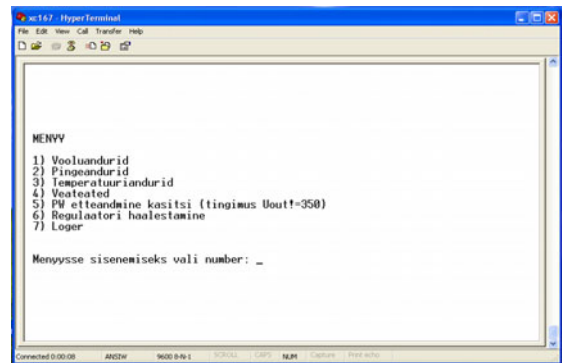 xc167 - HyperTerminal
File Edit View Call Transfer Help
MENYY
1) Vooluandurid
2) Pingeandurid
3) Temperatuuriandurid
4) Veateated
5) PW etteandmine kasitsi (tingimus Uout!=350)
6) Regulaatori haalestamine
7) Loger
Menyysse sisenemiseks vali number: _
Connected 0:00:08 ANSIW 9600 8-N-1 SCROLL CAPS NUM Capture Print echo